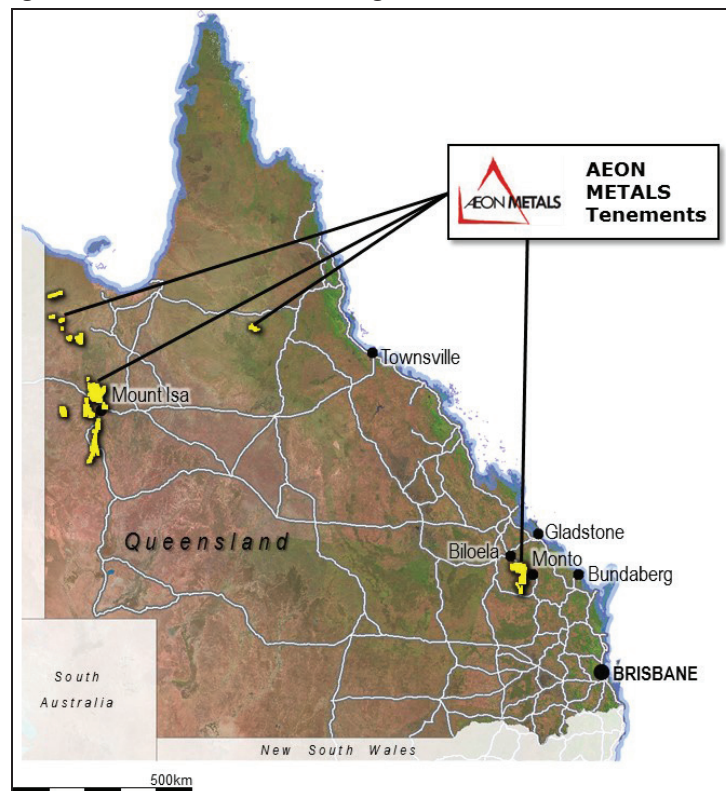 AEON METALS
AEON
METALS
Tenements
Townsville
Mount Isa
Queensland
Gladstone
Biloela
Monto
Bundaberg
BRISBANE
South
Australia
New South Wales
500km